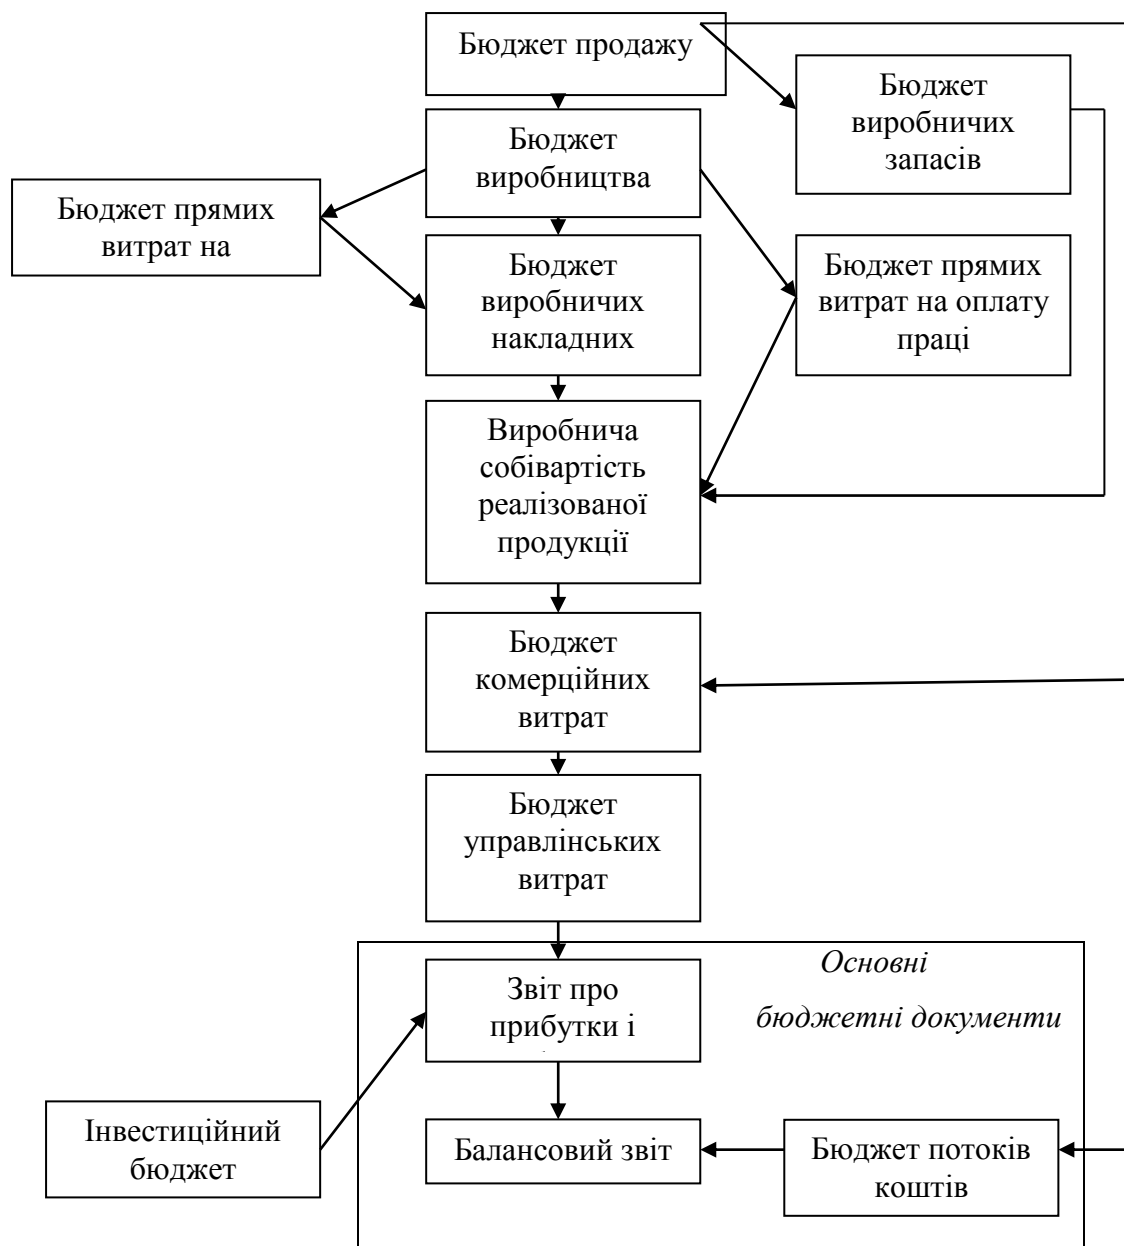 Бюджет продажу
Бюджет
виробничих
запасів
Бюджет
виробництва
Бюджет прямих
витрат на
Бюджет
виробничих
накладних
Бюджет прямих
витрат на оплату
праці
Виробнича
собівартість
реалізованої
продукції
Бюджет
комерційних
витрат
Бюджет
управлінських
витрат
Основні
бюджетні документи
Звіт про
прибутки і
Інвестиційний
бюджет
Балансовий звіт
Бюджет потоків
коштів